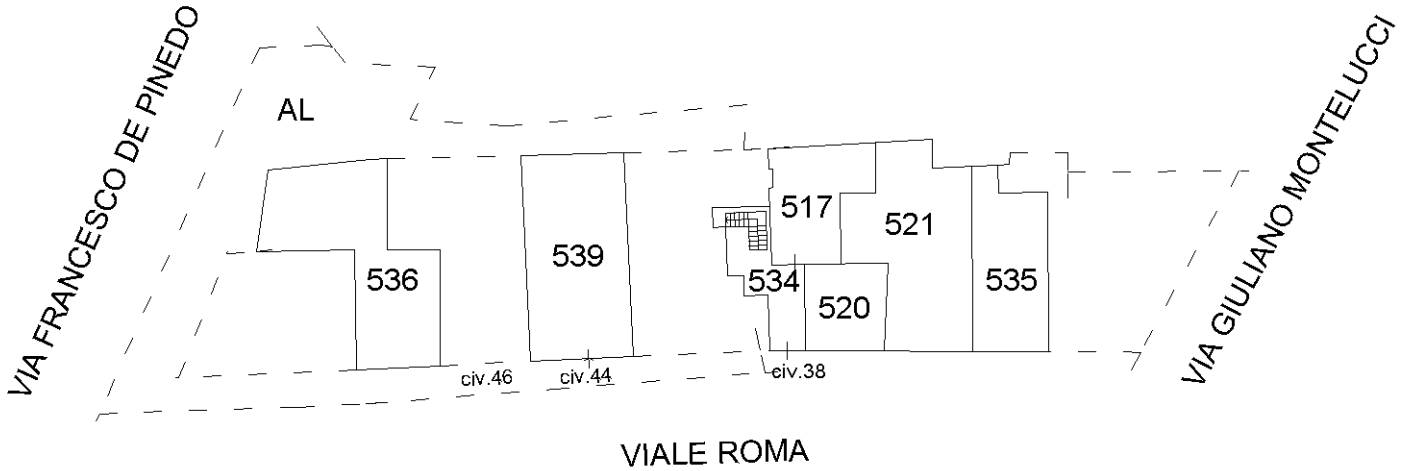 VIA FRANCESCO DE PINEDO
AL
VIA GIULIANO MONTELUCCI
517
521
536
539
534
535
520
civ.46
civ.44
civ.38
VIALE ROMA